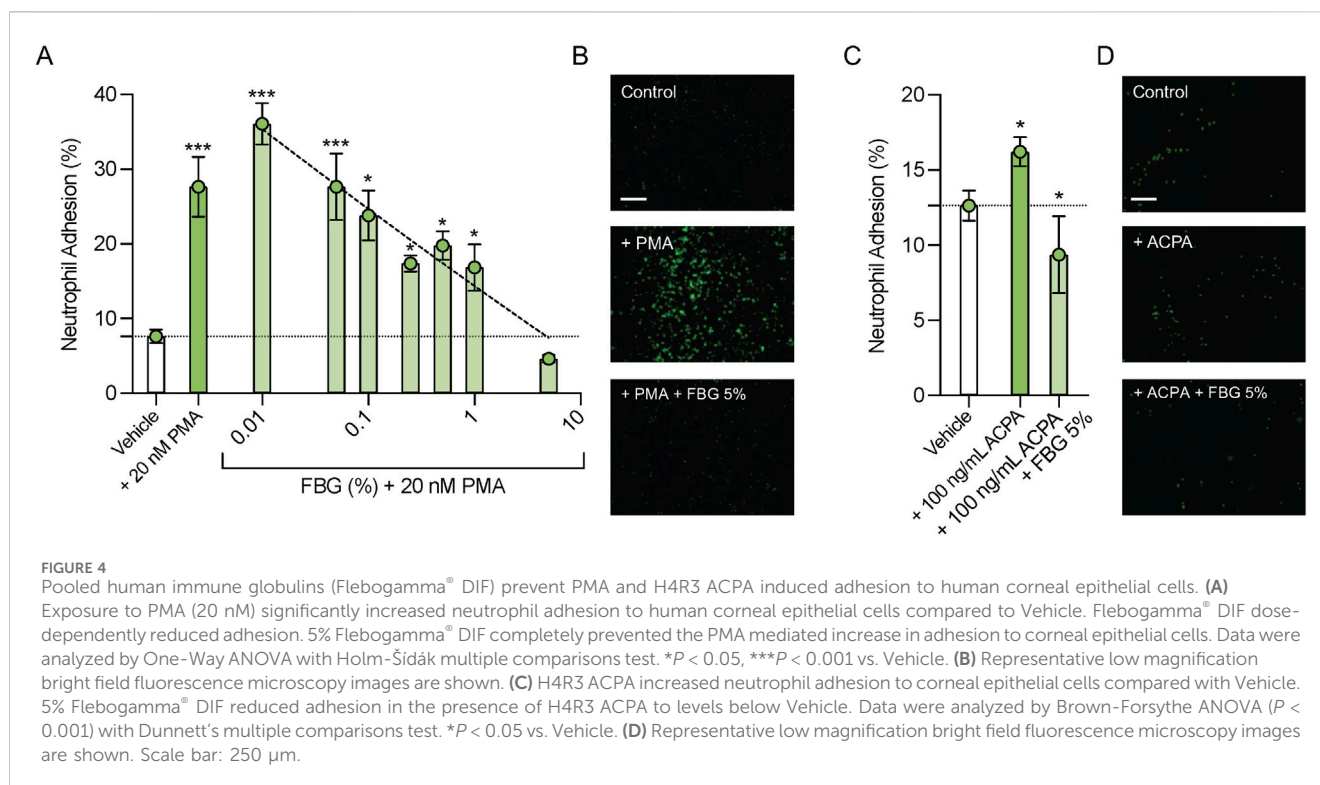 A
B
C
D
Neutrophil Adhesion (%)
40
30
20
10
0
***
***
***
*
*
*
*
Vehicle
+ 20 nM PMA
0.01
0.1
1
10
FBG (%) + 20 nM PMA
Control
+ PMA
+ PMA + FBG 5%
Neutrophil Adhesion (%)
20
15
10
5
0
*
*
Vehicle
+ 100 ng/mL ACPA
+ 100 ng/mL ACPA
+ FBG 5%
Control
+ ACPA
+ ACPA + FBG 5%
FIGURE 4
Pooled human immune globulins (Flebogamma® DIF) prevent PMA and H4R3 ACPA induced adhesion to human corneal epithelial cells. (A)
Exposure to PMA (20 nM) significantly increased neutrophil adhesion to human corneal epithelial cells compared to Vehicle. Flebogamma® DIF dose-
dependently reduced adhesion. 5% Flebogamma® DIF completely prevented the PMA mediated increase in adhesion to corneal epithelial cells. Data were
analyzed by One-Way ANOVA with Holm-Šídák multiple comparisons test. *P < 0.05, ***P < 0.001 vs. Vehicle. (B) Representative low magnification
bright field fluorescence microscopy images are shown. (C) H4R3 ACPA increased neutrophil adhesion to corneal epithelial cells compared with Vehicle.
5% Flebogamma® DIF reduced adhesion in the presence of H4R3 ACPA to levels below Vehicle. Data were analyzed by Brown-Forsythe ANOVA (P <
0.001) with Dunnett's multiple comparisons test. *P < 0.05 vs. Vehicle. (D) Representative low magnification bright field fluorescence microscopy images
are shown. Scale bar: 250 µm.